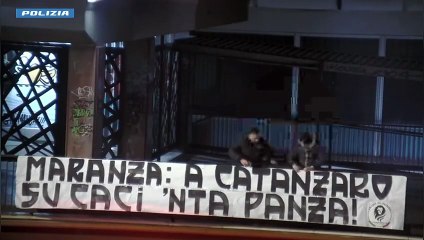 POLIZIA
MARANZA: A CATANZARO
SU CACI 'NTA PANZA!